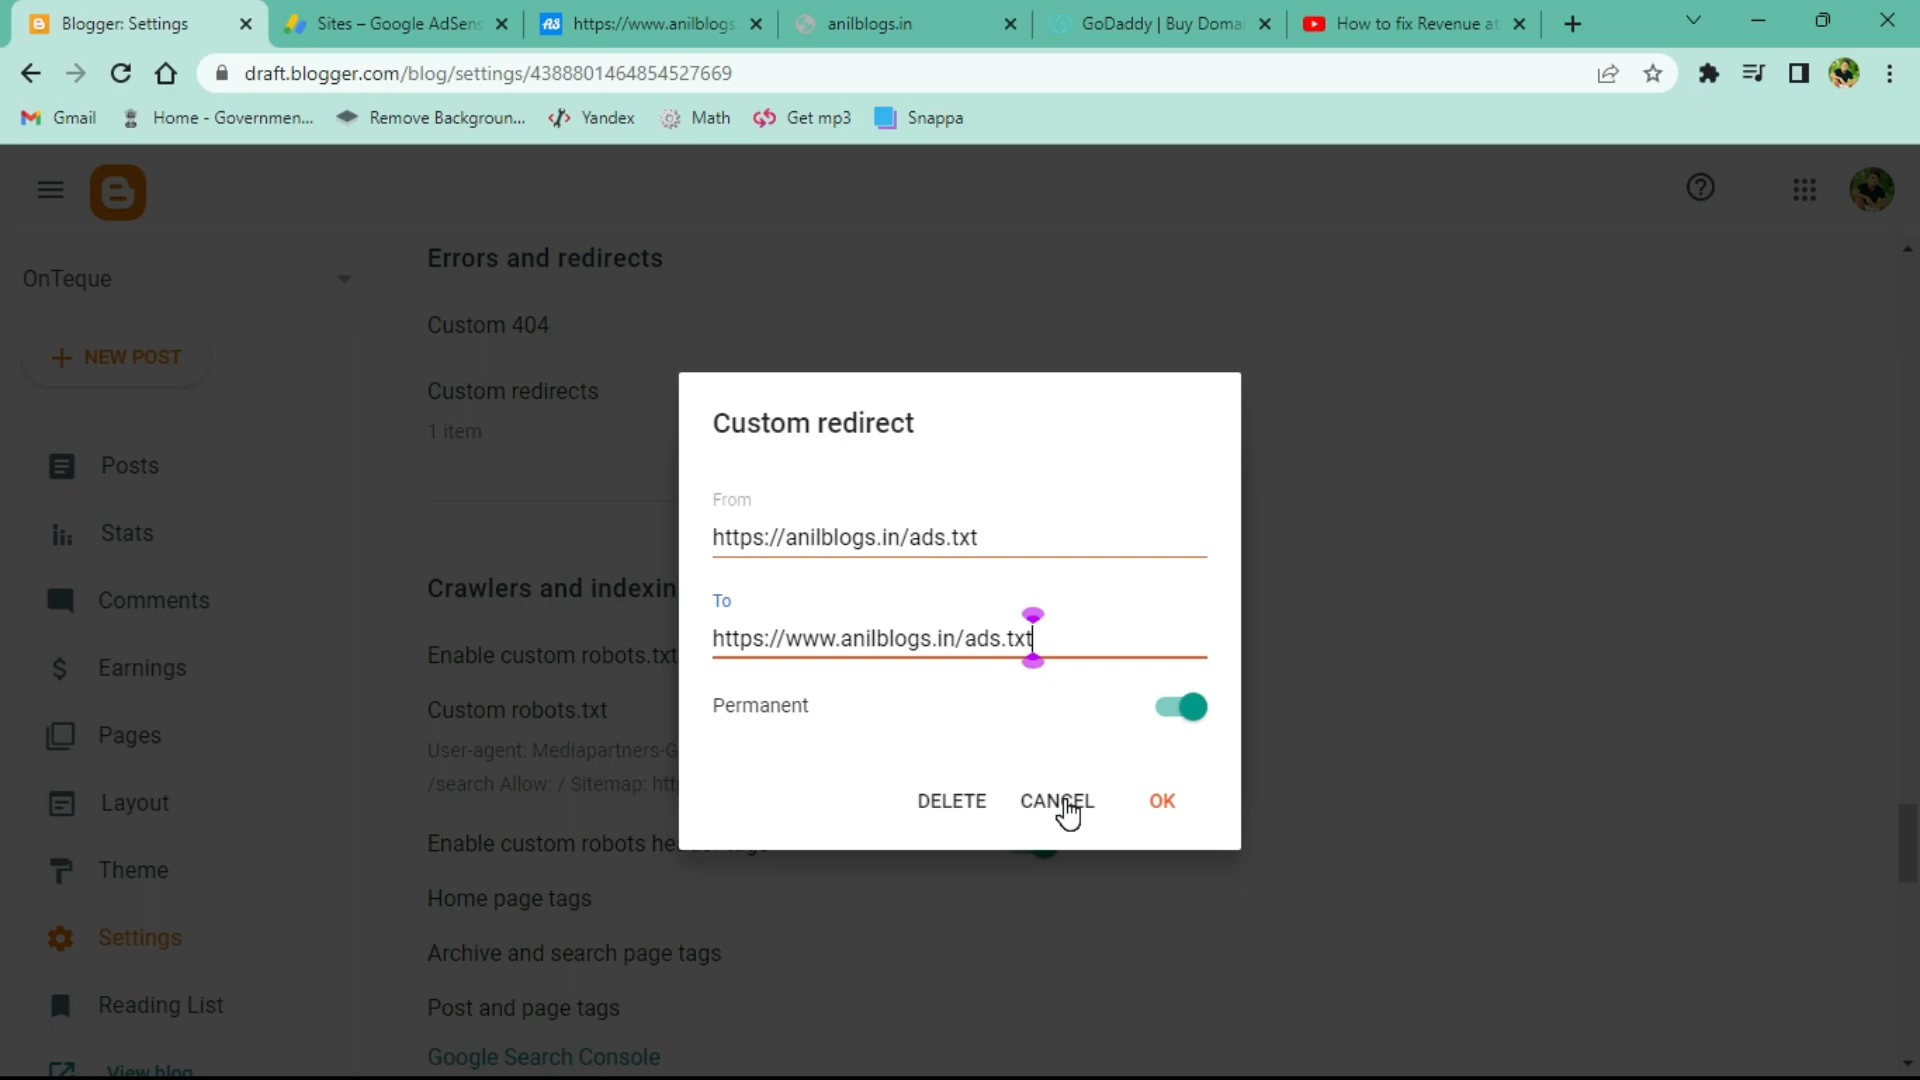 Blogger: Settings
Sites – Google AdSens
https://www.anilblogs.
anilblogs.in
GoDaddy | Buy Domai
How to fix Revenue at
draft.blogger.com/blog/settings/4388801464854527669
Gmail
Home - Governmen...
Remove Backgroun...
Yandex
Math
Get mp3
Snappa
OnTeque
NEW POST
Posts
Stats
Comments
Earnings
Pages
Layout
Theme
Settings
Reading List
View blog
Errors and redirects
Custom 404
Custom redirects
1 item
Crawlers and indexin
Enable custom robots.txt
Custom robots.txt
User-agent: Mediapartners-G
/search Allow: / Sitemap: htt
Enable custom robots header tags
Home page tags
Archive and search page tags
Post and page tags
Google Search Console
Custom redirect
From
https://anilblogs.in/ads.txt
To
https://www.anilblogs.in/ads.txt
Permanent
DELETE
CANCEL
OK